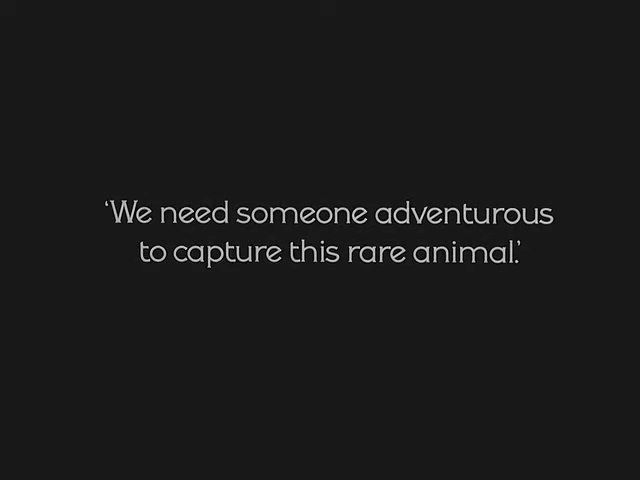 ‘We need someone adventurous
to capture this rare animal.’